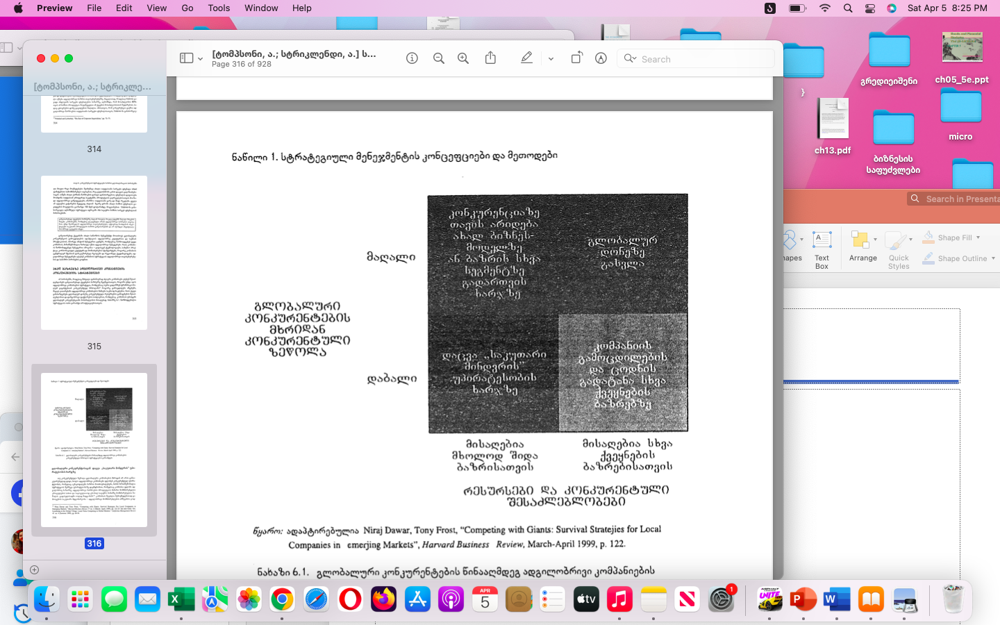 Preview File Edit View Go Tools Window Help
Sat Apr 5 8:25 PM
[ტომპსონი, ა.; სტრიკლენდი, ა.] ს...
Page 316 of 928
Search
[ტომპსონი, ა.; სტრიკლე...
314
315
316
ნაწილი 1. სტრატეგიული მენეჯმენტის კონცეფციები და მეთოდები
კონკურენციაზე
თავის არიდება
ახალ ბიზნეს-
მოდელზე
ან ბაზრის სხვა
სეგმენტზე
გადართვის
ხარჯზე
გლობალურ
დონეზე
გასვლა
მაღალი
გლობალური
კონკურენტების
მხრიდან
კონკურენტული
ზეწოლა
დაბალი
დაცვა „საკუთარი
მინდვრის”
უპირატესობის
ხარჯზე
კომპანიის
გამოცდილების
და ცოდნის
გადატანა სხვა
ქვეყნების
ბაზრებზე
მისაღებია
მხოლოდ შიდა
ბაზრისათვის
მისაღებია სხვა
ქვეყნების
ბაზრებისათვის
რესურსები და კონკურენტული
შესაძლებლობები
წყარო: ადაპტირებულია Niraj Dawar, Tony Frost, “Competing with Giants: Survival Stratejies for Local
Companies in emerjing Markets”, Harvard Business Review, March-April 1999, p. 122.
ნახაზი 6.1. გლობალური კონკურენტების წინააღმდეგ ადგილობრივი კომპანიების
}
გრედიეიშენი
ch05_5e.ppt
ch13.pdf
micro
ბიზნესის
საფუძვლები
Search in Presenta
hapes
Text
Box
Arrange
Quick
Styles
Shape Fill
Shape Outline
APR
5
tv
1